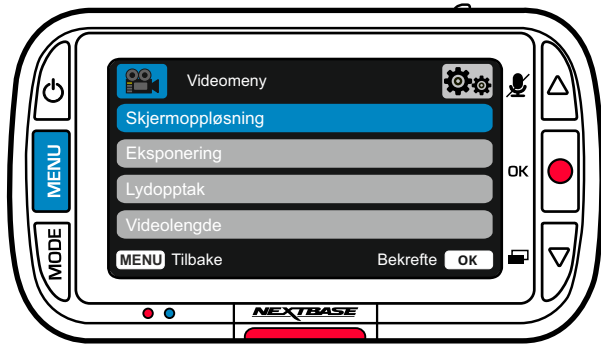 Videomeny
Skjermoppløsning
Eksponering
Lydopptak
Videolengde
MENU Tilbake Bekrefte OK
MENU
MODE
OK
NEXTBASE